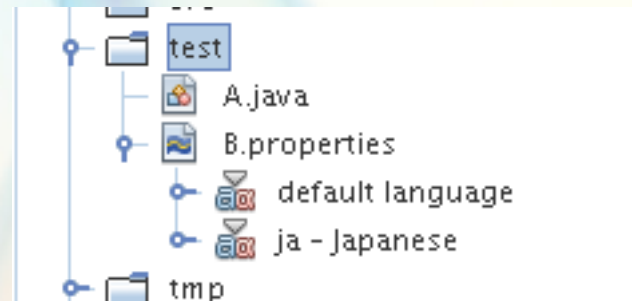 test
A.java
B.properties
default language
ja - Japanese
tmp